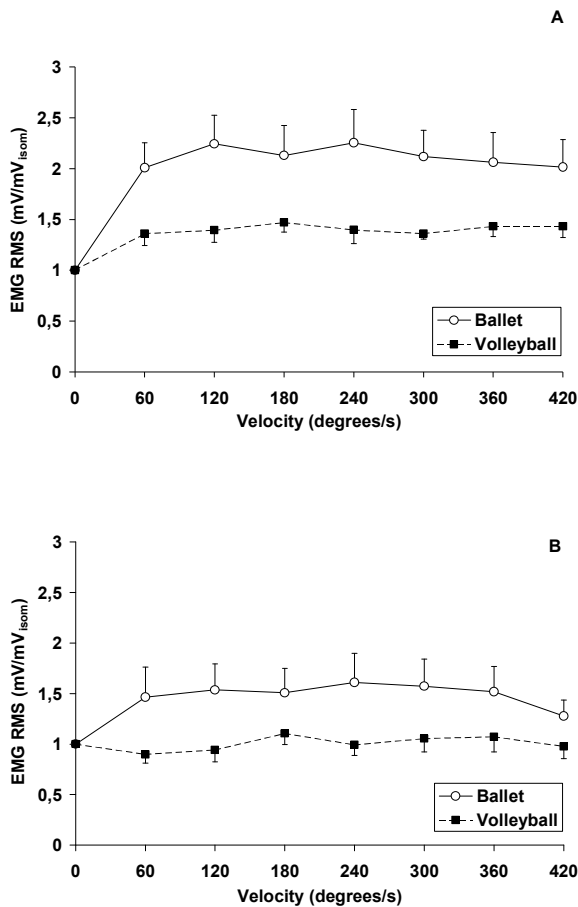 A
3
2,5
2
1,5
1
0,5
0
EMG RMS (mV/mVisom)
Ballet
Volleyball
0 60 120 180 240 300 360 420
Velocity (degrees/s)
B
3
2,5
2
1,5
1
0,5
0
EMG RMS (mV/mVisom)
Ballet
Volleyball
0 60 120 180 240 300 360 420
Velocity (degrees/s)